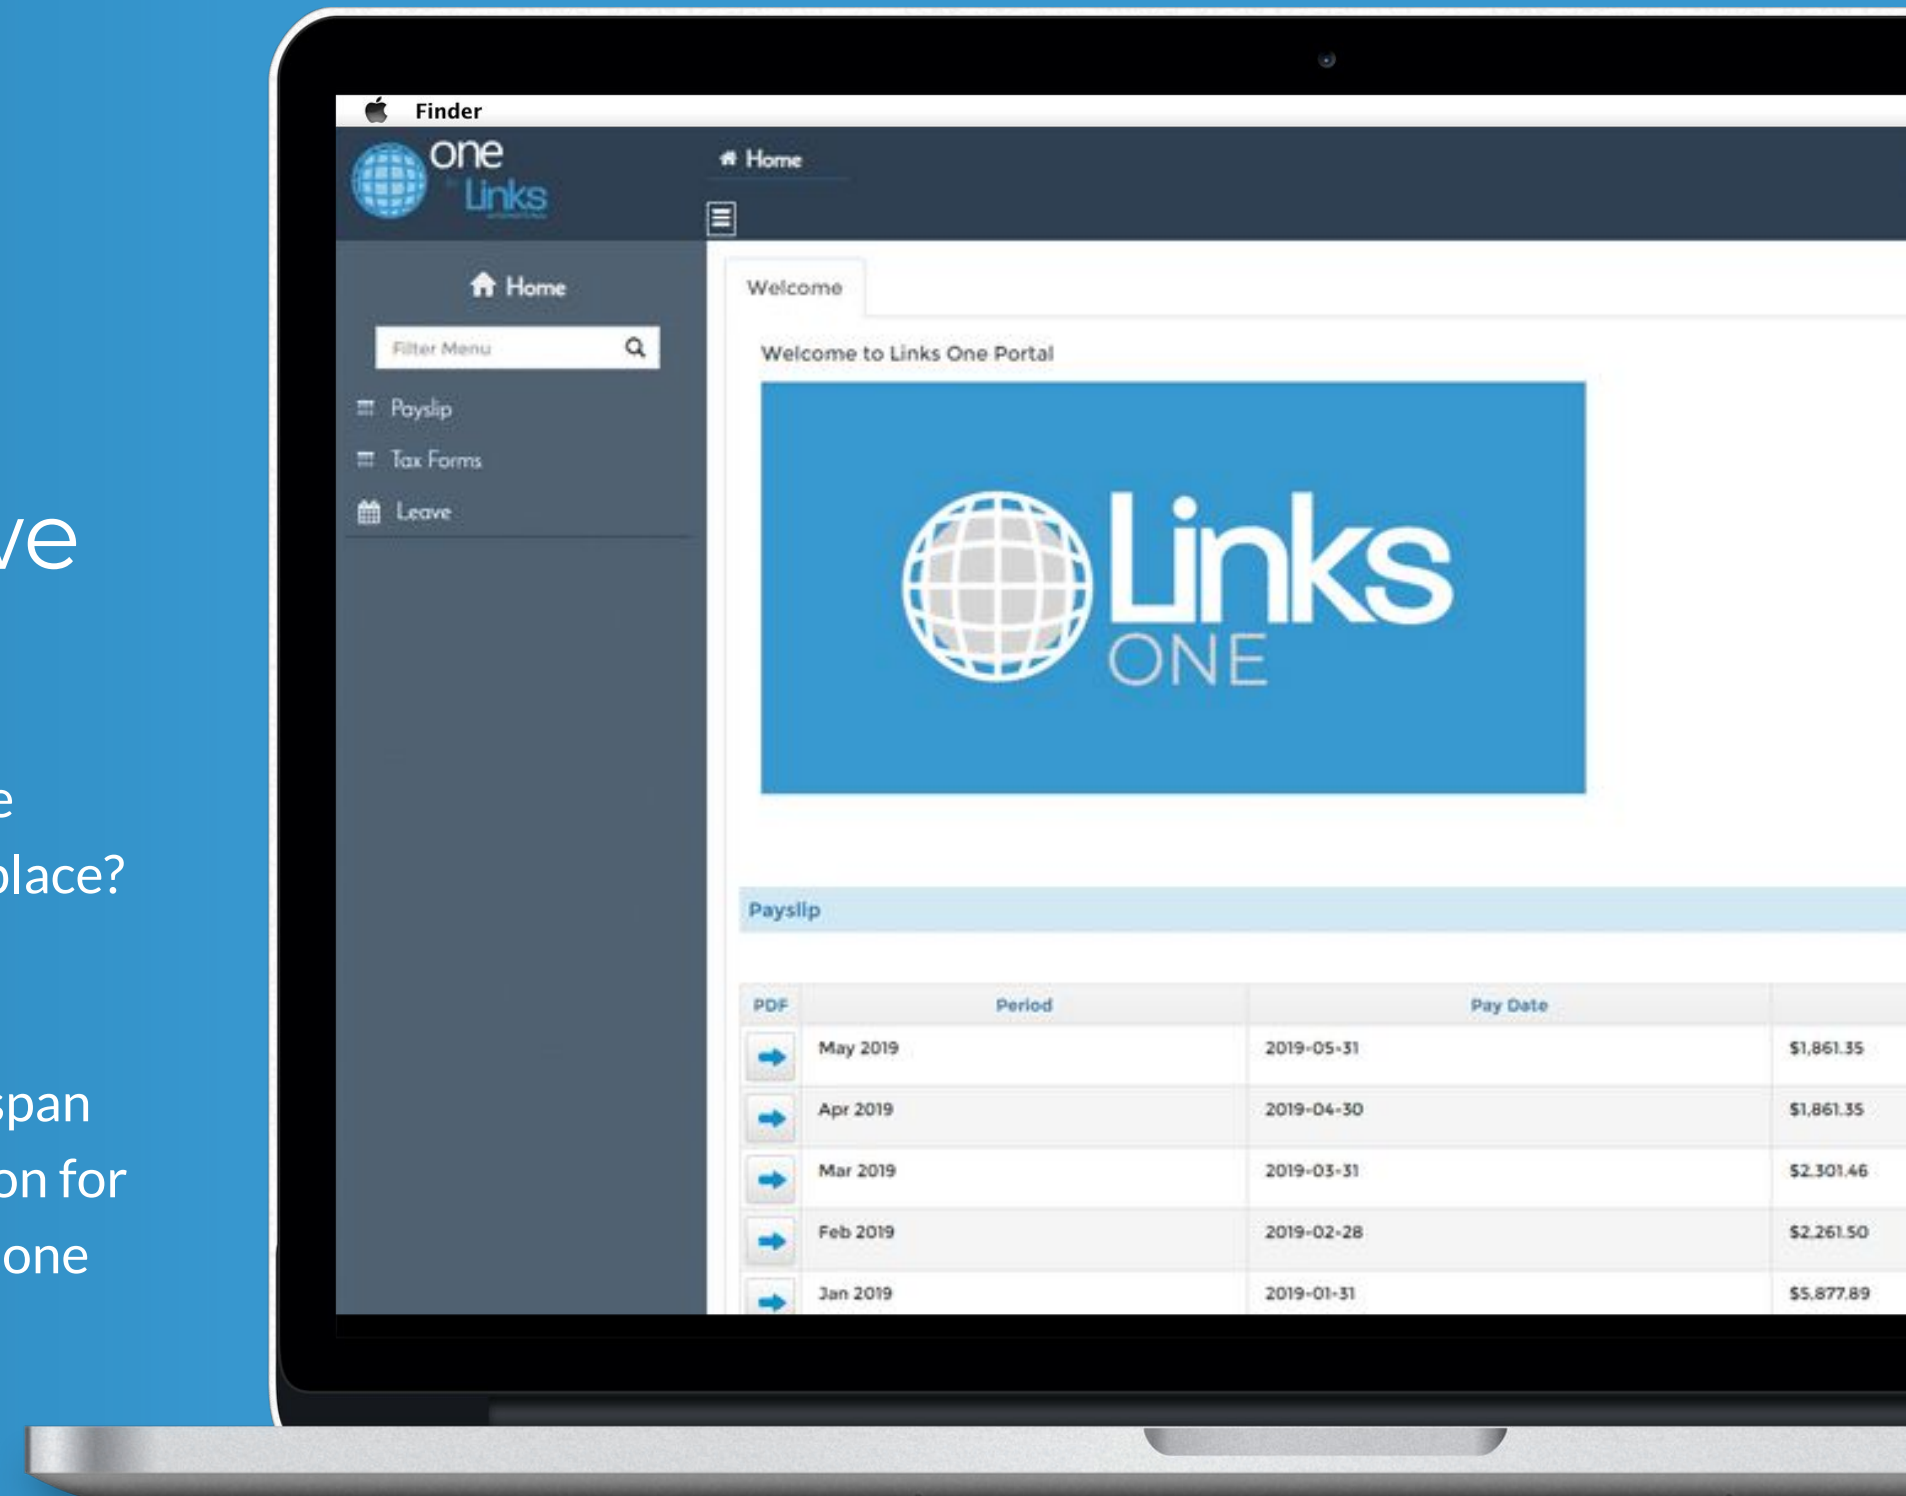 ve
e
place?
span
on for
one
Finder
one
Links
Home
Home
Filter Menu
Payslip
Tax Forms
Leave
Welcome
Welcome to Links One Portal
Links
ONE
Payslip
PDF Period Pay Date
May 2019 2019-05-31 $1,861.35
Apr 2019 2019-04-30 $1,861.35
Mar 2019 2019-03-31 $2,301.46
Feb 2019 2019-02-28 $2,261.50
Jan 2019 2019-01-31 $5,877.89